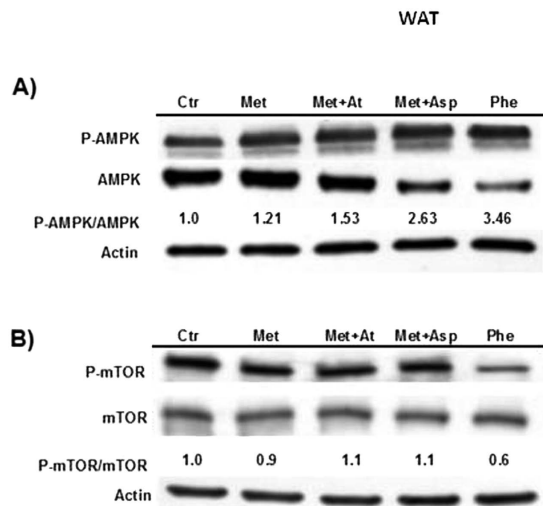 WAT
A)
Ctr Met Met+At Met+Asp Phe
P-AMPK
AMPK
P-AMPK/AMPK 1.0 1.21 1.53 2.63 3.46
Actin
B)
Ctr Met Met+At Met+Asp Phe
P-mTOR
mTOR
P-mTOR/mTOR 1.0 0.9 1.1 1.1 0.6
Actin